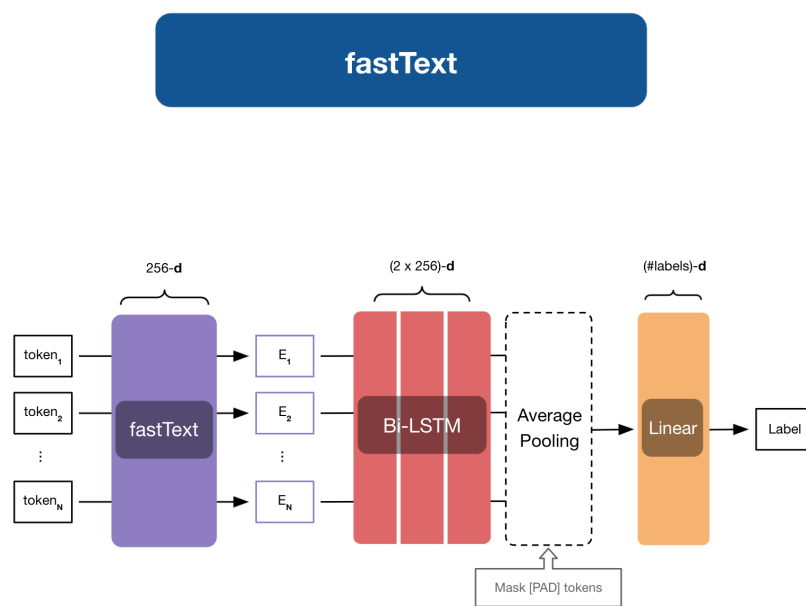 fastText
256-d
(2 x 256)-d
(#labels)-d
token1
E1
token2
E2
fastText
Bi-LSTM
Average
Pooling
Linear
Label
⋮
⋮
tokenN
EN
Mask [PAD] tokens